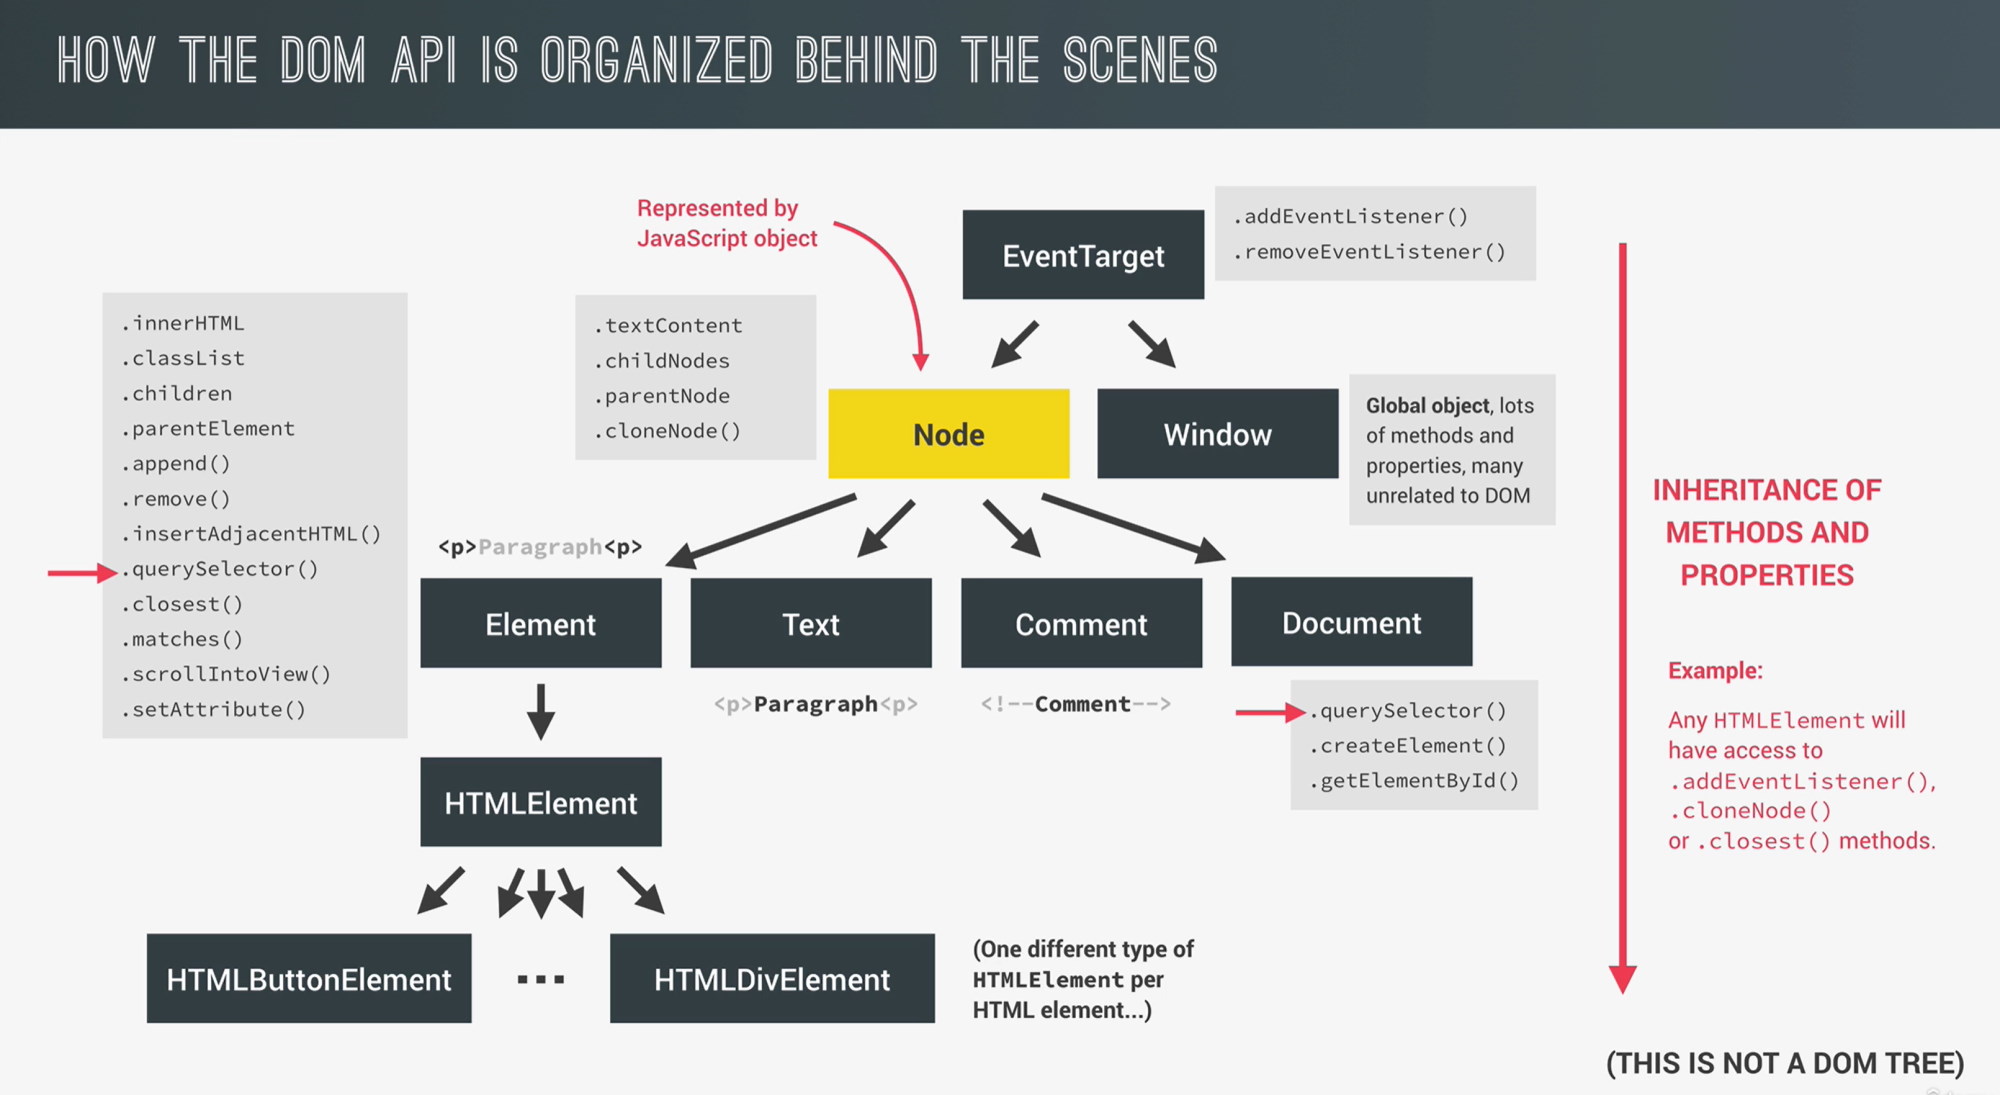 HOW THE DOM API IS ORGANIZED BEHIND THE SCENES
Represented by
JavaScript object
EventTarget
.addEventListener()
.removeEventListener()
.innerHTML
.classList
.children
.parentElement
.append()
.remove()
.insertAdjacentHTML()
.querySelector()
.closest()
.matches()
.scrollIntoView()
.setAttribute()
.textContent
.childNodes
.parentNode
.cloneNode()
Node
Window
Global object, lots
of methods and
properties, many
unrelated to DOM
INHERITANCE OF
METHODS AND
PROPERTIES
<p>Paragraph<p>
Element
Text
Comment
Document
<p>Paragraph<p>
<!--Comment-->
.querySelector()
.createElement()
.getElementById()
Example:
Any HTMLElement will
have access to
.addEventListener(),
.cloneNode()
or .closest() methods.
HTMLElement
HTMLButtonElement
...
HTMLDivElement
(One different type of
HTMLElement per
HTML element...)
(THIS IS NOT A DOM TREE)